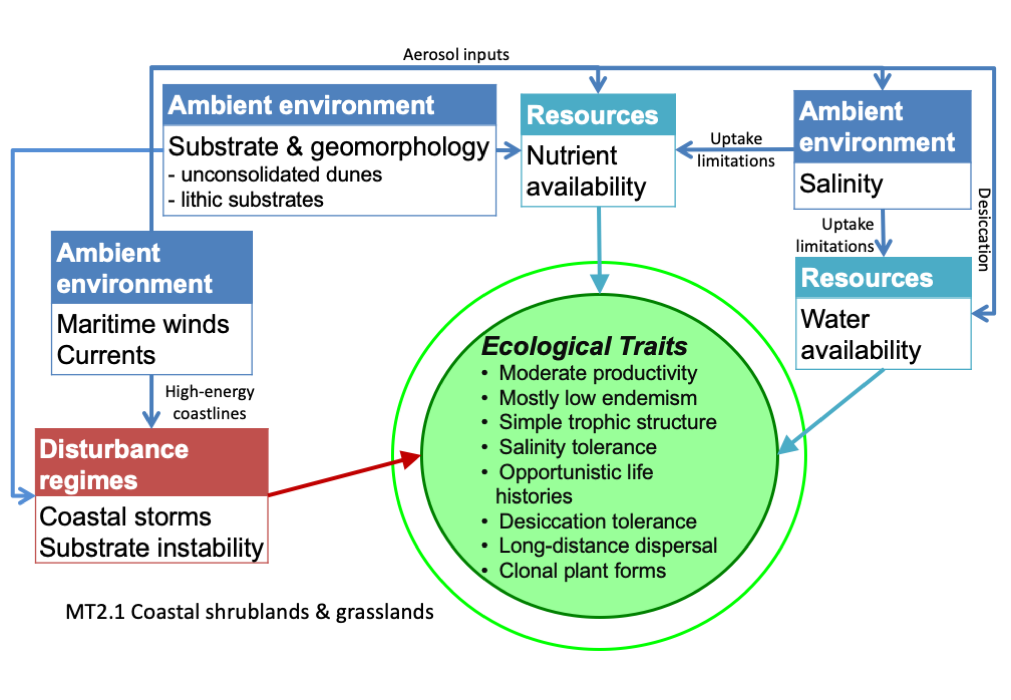 Aerosol inputs
Ambient environment
Substrate & geomorphology
- unconsolidated dunes
- lithic substrates
Resources
Nutrient
availability
Uptake
limitations
Ambient
environment
Salinity
Desiccation
Uptake
limitations
Resources
Water
availability
Ambient
environment
Maritime winds
Currents
High-energy
coastlines
Disturbance
regimes
Coastal storms
Substrate instability
Ecological Traits
• Moderate productivity
• Mostly low endemism
• Simple trophic structure
• Salinity tolerance
• Opportunistic life
histories
• Desiccation tolerance
• Long-distance dispersal
• Clonal plant forms
MT2.1 Coastal shrublands & grasslands